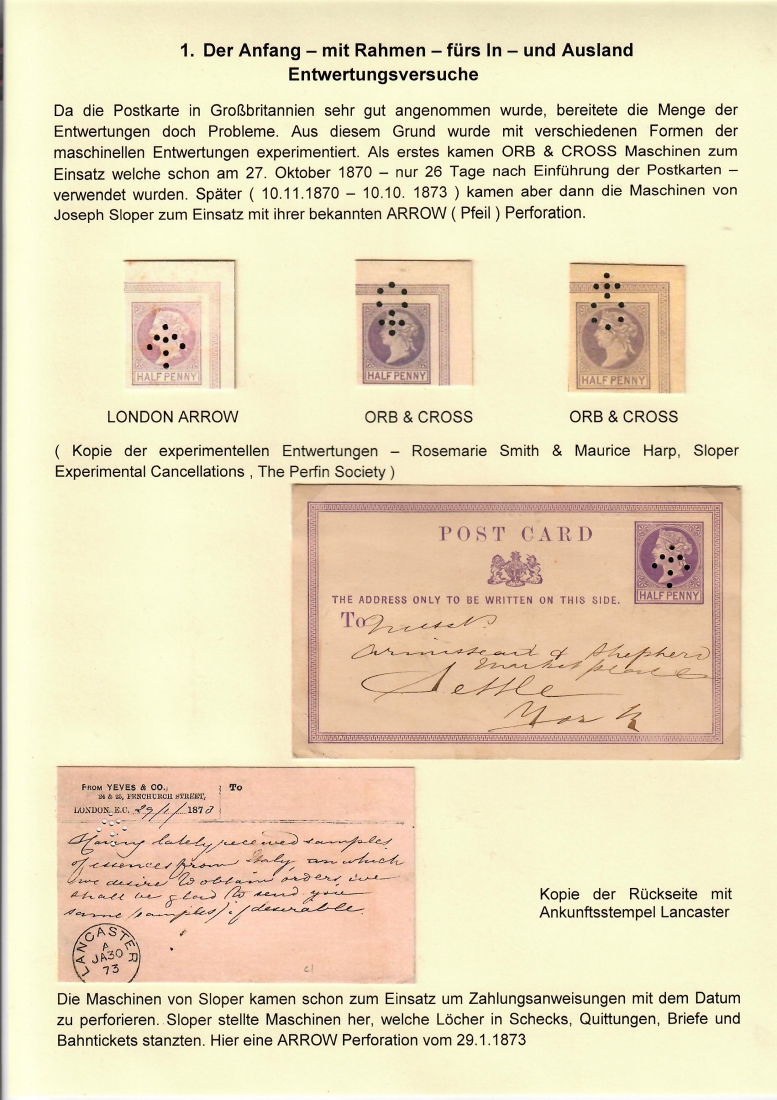 1. Der Anfang – mit Rahmen – fürs In – und Ausland
Entwertungsversuche
Da die Postkarte in Großbritannien sehr gut angenommen wurde, bereitete die Menge der
Entwertungen doch Probleme. Aus diesem Grund wurde mit verschiedenen Formen der
maschinellen Entwertungen experimentiert. Als erstes kamen ORB & CROSS Maschinen zum
Einsatz welche schon am 27. Oktober 1870 – nur 26 Tage nach Einführung der Postkarten –
verwendet wurden. Später ( 10.11.1870 – 10.10. 1873 ) kamen aber dann die Maschinen von
Joseph Sloper zum Einsatz mit ihrer bekannten ARROW ( Pfeil ) Perforation.
HALF PENNY
HALF PENNY
HALF PENNY
LONDON ARROW
ORB & CROSS
ORB & CROSS
( Kopie der experimentellen Entwertungen – Rosemarie Smith & Maurice Harp, Sloper
Experimental Cancellations , The Perfin Society )
POST CARD
HALF PENNY
THE ADDRESS ONLY TO BE WRITTEN ON THIS SIDE.
To Messrs
Armistead & Shepherd
Market place
Settle
York
FROM YEVES & CO., To
24 & 25, FENCHURCH STREET,
LONDON, E.C. 29/1/1873
Having lately received samples
of essences from Italy on which
we desire to obtain orders we
shall be glad to send you
same (samples) if desirable.
LANCASTER
A
JA30
73
Kopie der Rückseite mit
Ankunftsstempel Lancaster
Die Maschinen von Sloper kamen schon zum Einsatz um Zahlungsanweisungen mit dem Datum
zu perforieren. Sloper stellte Maschinen her, welche Löcher in Schecks, Quittungen, Briefe und
Bahntickets stanzten. Hier eine ARROW Perforation vom 29.1.1873